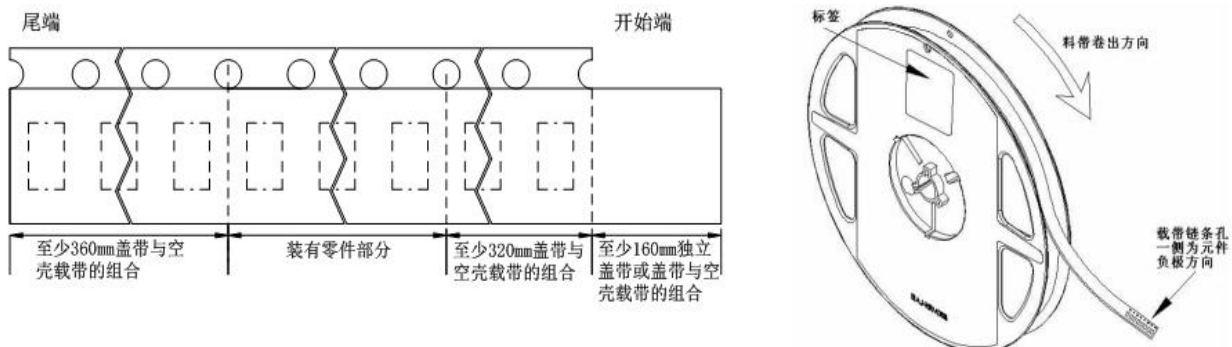 尾端
开始端
至少360mm盖带与空
壳载带的组合
装有零件部分
至少320mm盖带与
空壳载带的组合
至少160mm独立
盖带或盖带与空
壳载带的组合
标签
料带卷出方向
载带链条孔
一侧为元件
负极方向